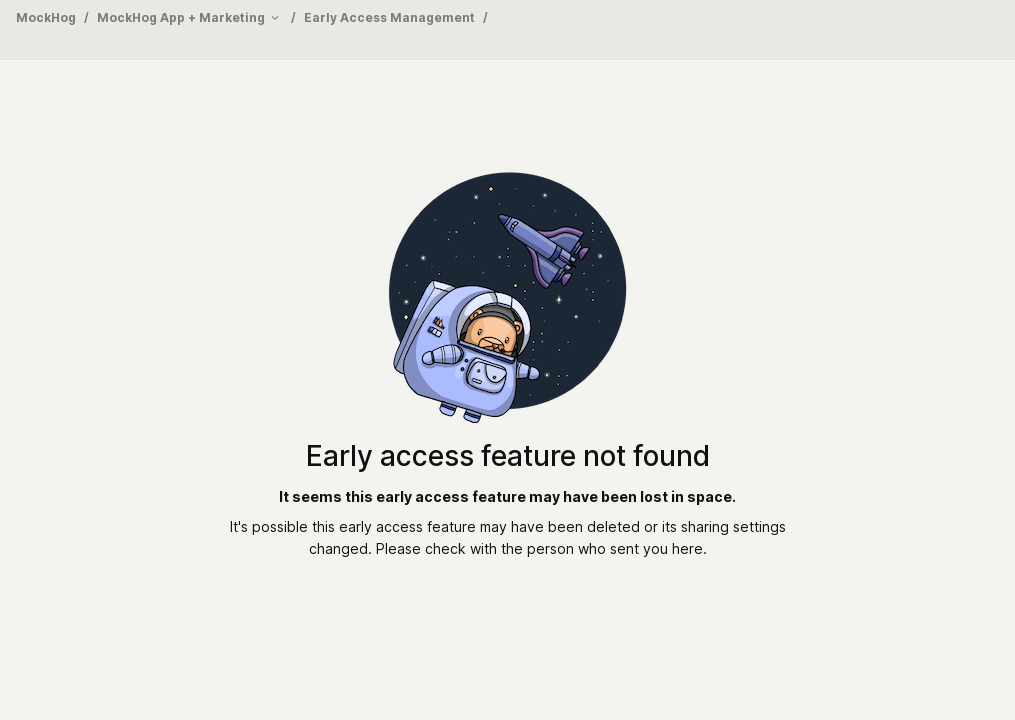 MockHog / MockHog App + Marketing / Early Access Management /
Early access feature not found
It seems this early access feature may have been lost in space.
It's possible this early access feature may have been deleted or its sharing settings
changed. Please check with the person who sent you here.